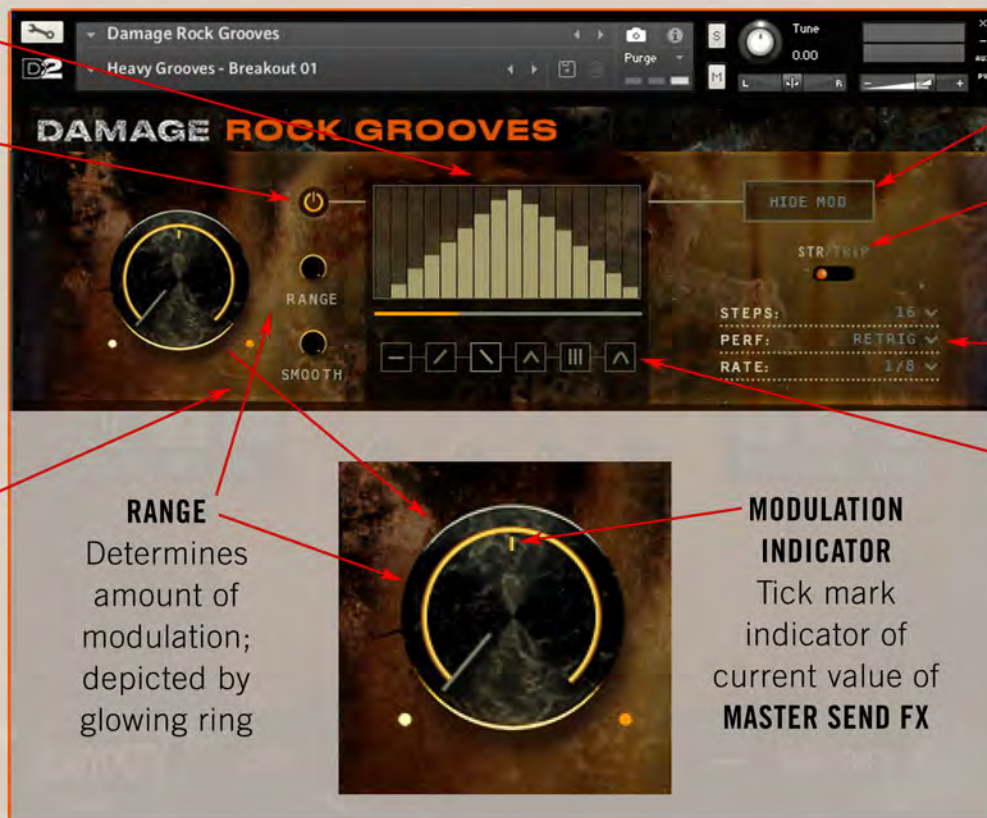 Damage Rock Grooves
Heavy Grooves - Breakout 01
Purge
S
M
Tune
0.00
L
R
D2
DAMAGE ROCK GROOVES
HIDE MOD
STR/TRIP
RANGE
SMOOTH
STEPS: 16
PERF: RETRIG
RATE: 1/8
RANGE
Determines
amount of
modulation;
depicted by
glowing ring
MODULATION
INDICATOR
Tick mark
indicator of
current value of
MASTER SEND FX